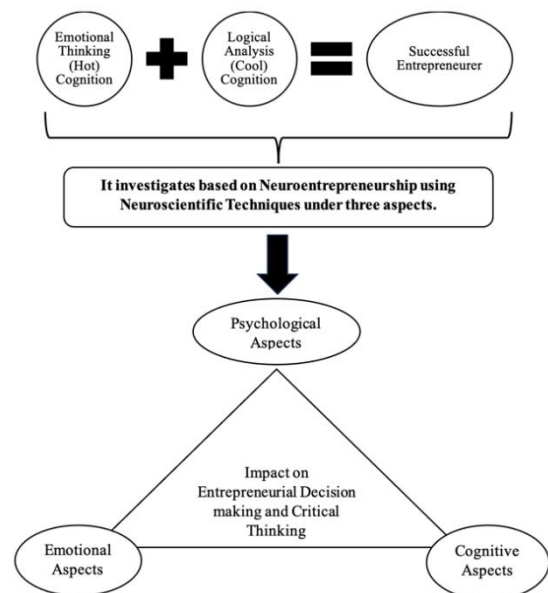 Emotional
Thinking
(Hot)
Cognition
Logical
Analysis
(Cool)
Cognition
Successful
Entrepreneur
It investigates based on Neuroentrepreneurship using
Neuroscientific Techniques under three aspects.
Psychological
Aspects
Impact on
Entrepreneurial Decision
making and Critical
Thinking
Emotional
Aspects
Cognitive
Aspects